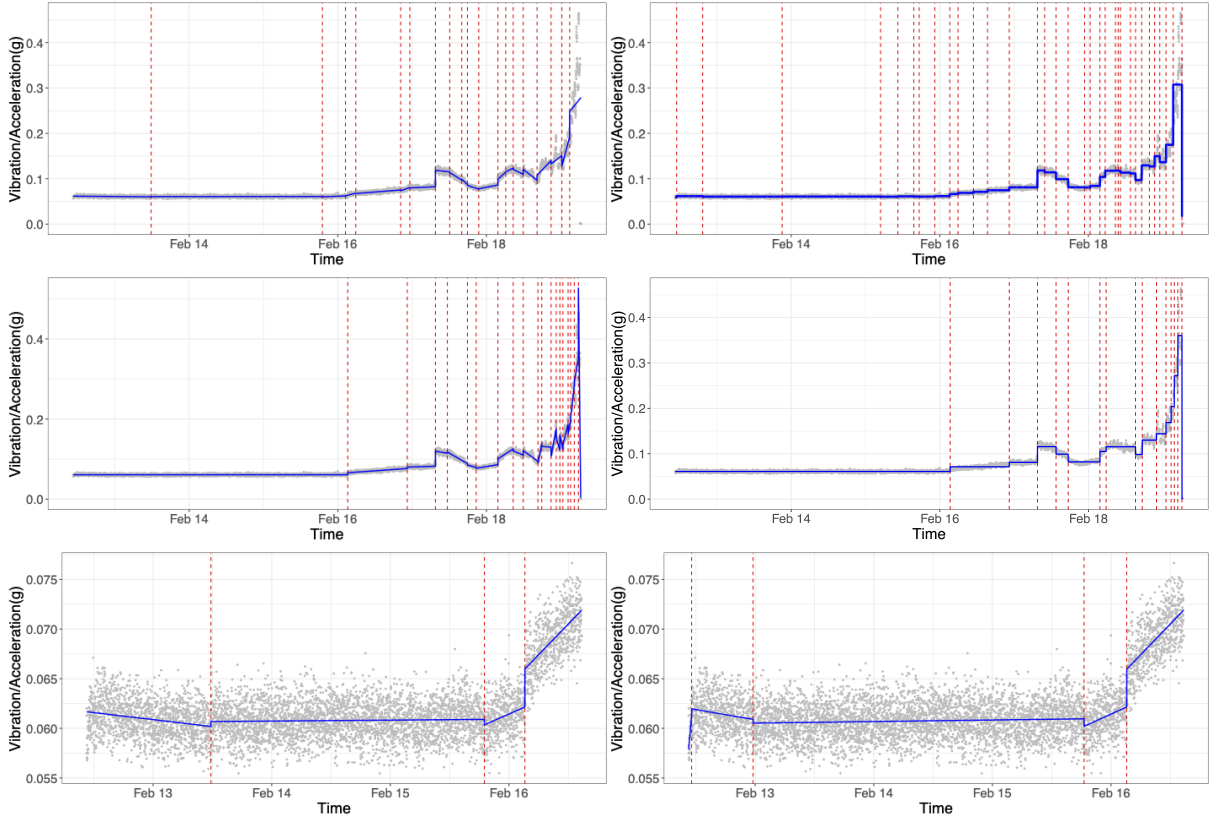 Vibration/Acceleration(g)
0.4
0.3
0.2
0.1
0.0
Feb 14
Feb 16
Feb 18
Time
Vibration/Acceleration(g)
0.4
0.3
0.2
0.1
0.0
Feb 14
Feb 16
Feb 18
Time
Vibration/Acceleration(g)
0.4
0.2
0.0
Feb 14
Feb 16
Feb 18
Time
Vibration/Acceleration(g)
0.4
0.3
0.2
0.1
0.0
Feb 14
Feb 16
Feb 18
Time
Vibration/Acceleration(g)
0.075
0.070
0.065
0.060
0.055
Feb 13
Feb 14
Feb 15
Feb 16
Time
Vibration/Acceleration(g)
0.075
0.070
0.065
0.060
0.055
Feb 13
Feb 14
Feb 15
Feb 16
Time